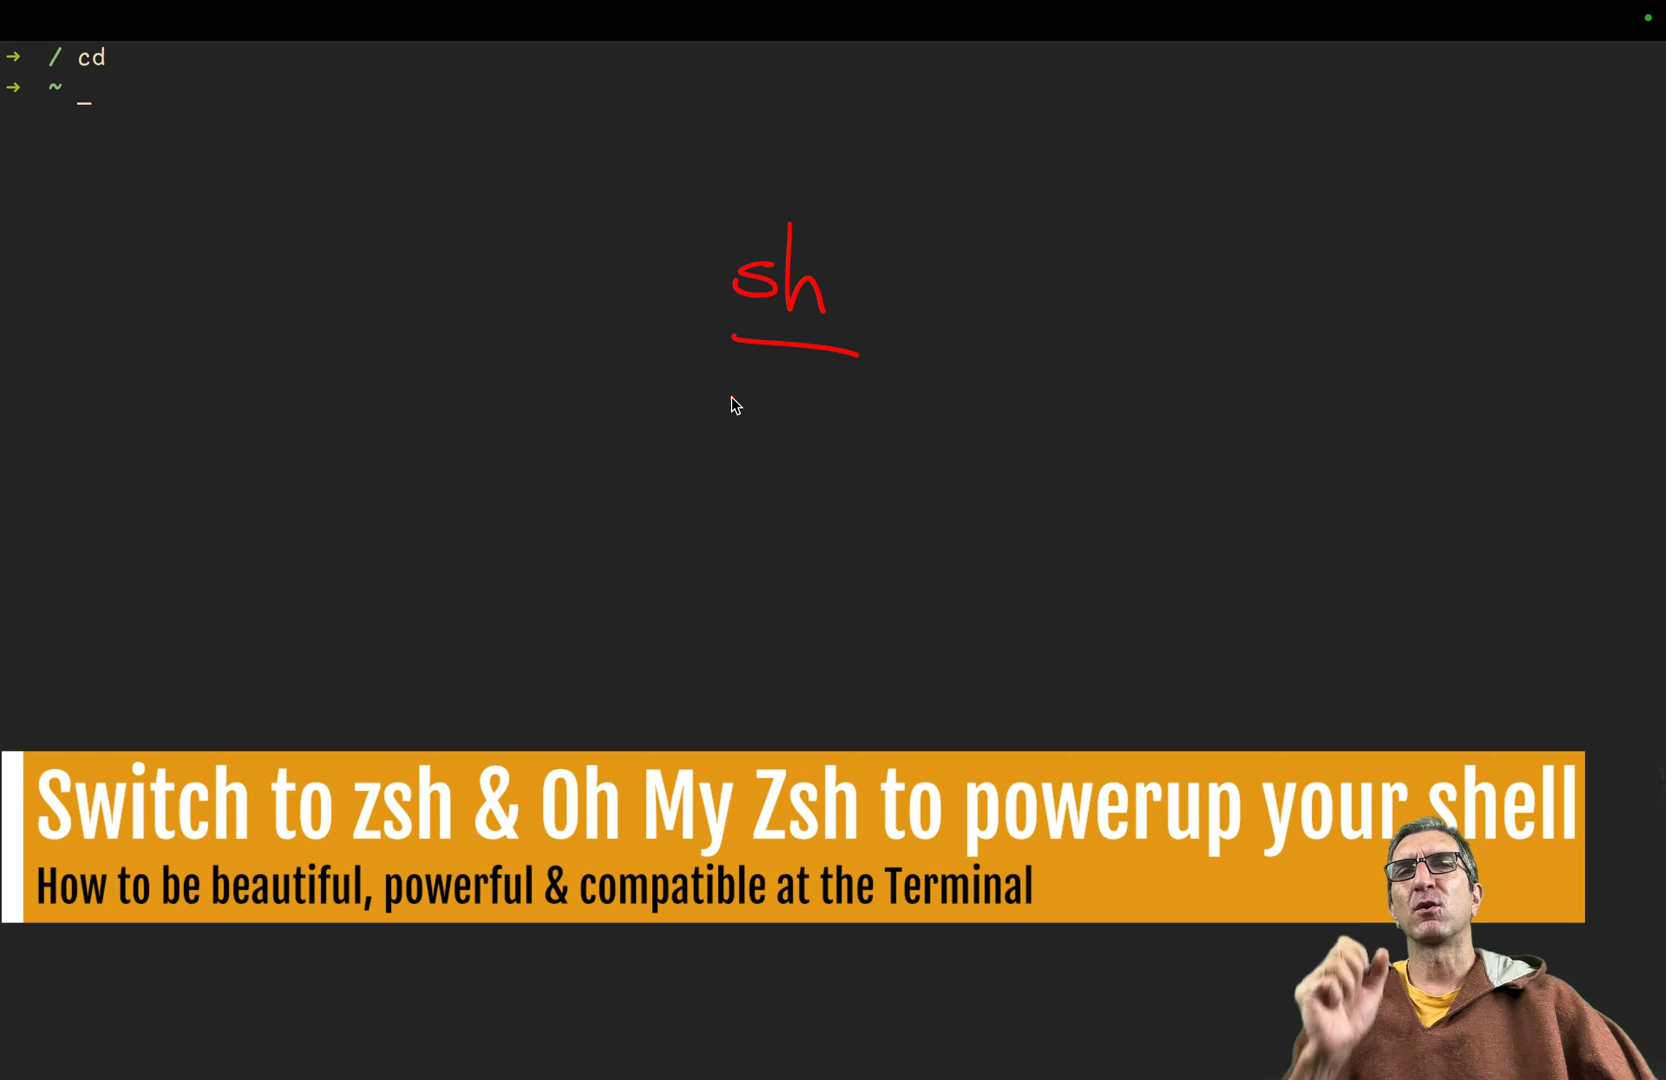 → / cd
→ ~ _
sh
Switch to zsh & Oh My Zsh to powerup your shell
How to be beautiful, powerful & compatible at the Terminal